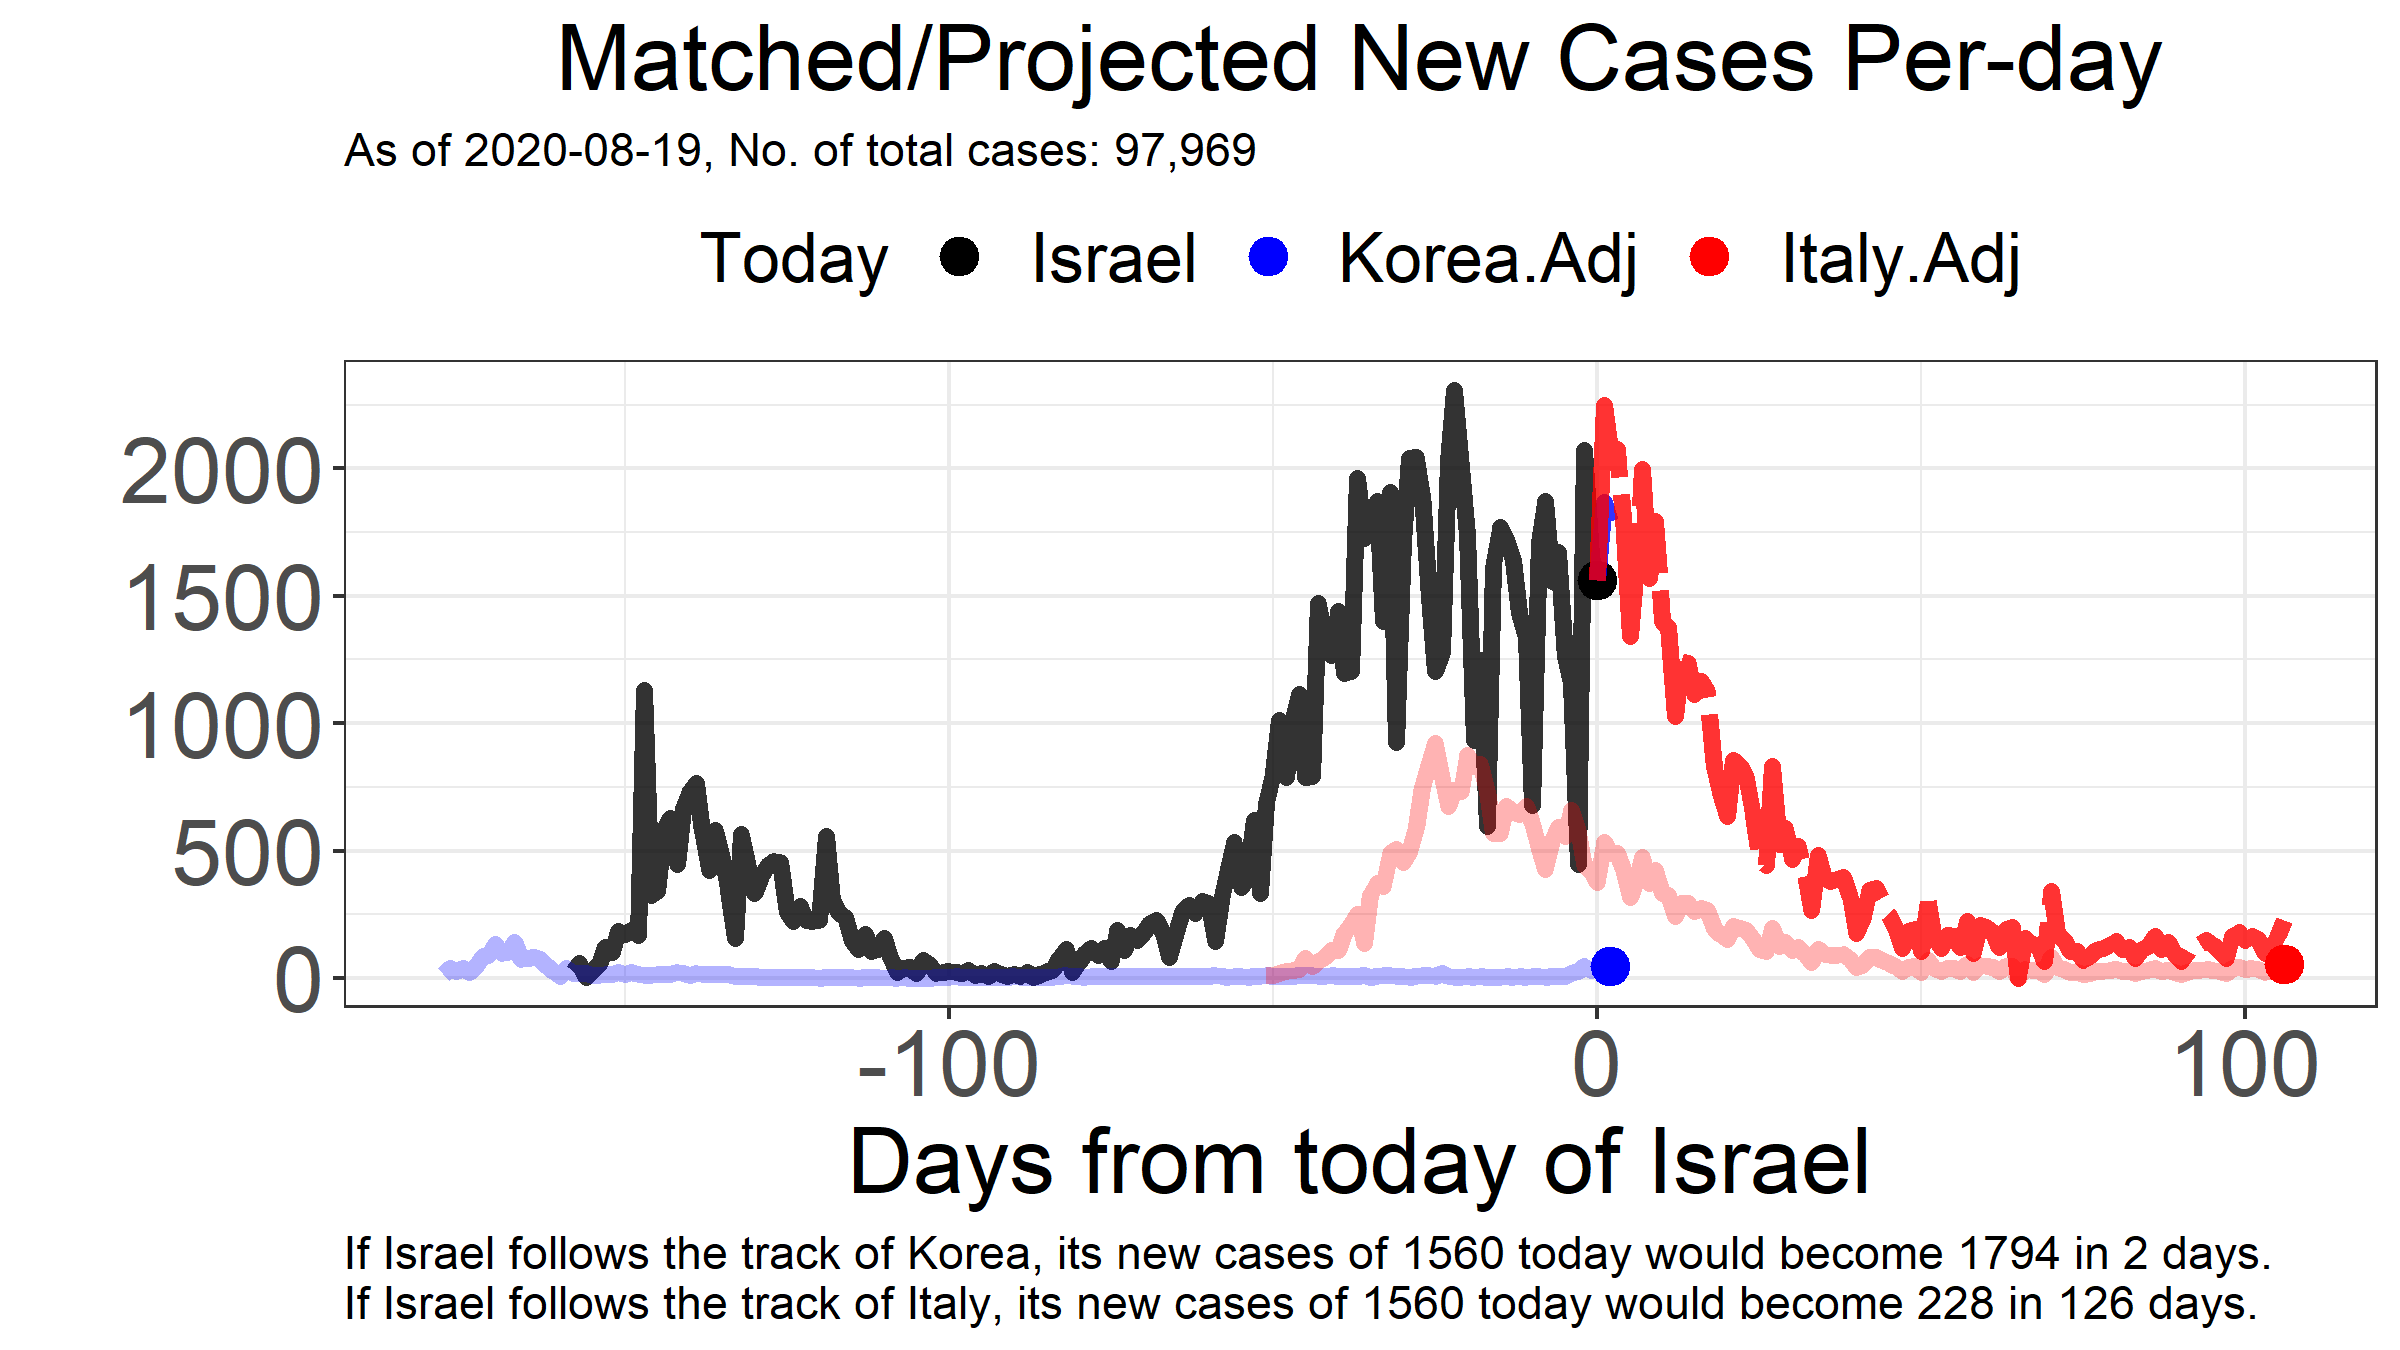 Matched/Projected New Cases Per-day
As of 2020-08-19, No. of total cases: 97,969
Today Israel Korea.Adj Italy.Adj
2000
1500
1000
500
0
-100 0 100
Days from today of Israel
If Israel follows the track of Korea, its new cases of 1560 today would become 1794 in 2 days.
If Israel follows the track of Italy, its new cases of 1560 today would become 228 in 126 days.